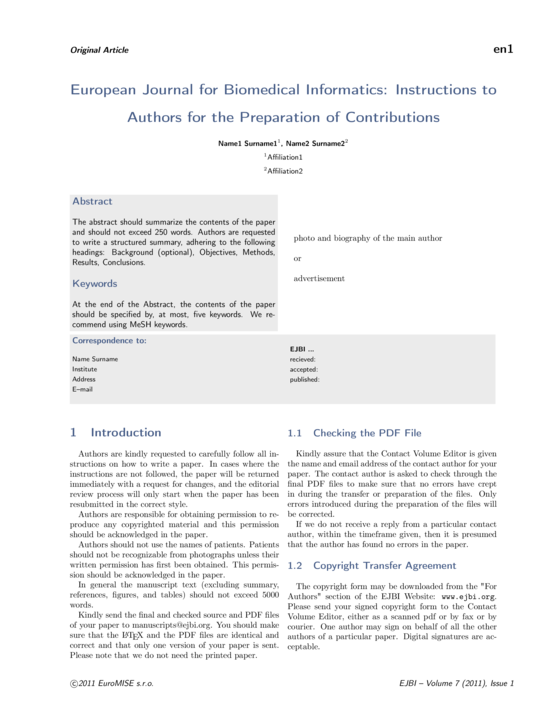 Original Article
en1
European Journal for Biomedical Informatics: Instructions to
Authors for the Preparation of Contributions
Name1 Surname1¹, Name2 Surname2²
¹Affiliation1
²Affiliation2
Abstract
The abstract should summarize the contents of the paper
and should not exceed 250 words. Authors are requested
to write a structured summary, adhering to the following
headings: Background (optional), Objectives, Methods,
Results, Conclusions.
Keywords
At the end of the Abstract, the contents of the paper
should be specified by, at most, five keywords. We re-
commend using MeSH keywords.
photo and biography of the main author
or
advertisement
Correspondence to:
Name Surname
Institute
Address
E–mail
EJBI ...
recieved:
accepted:
published:
1 Introduction
Authors are kindly requested to carefully follow all in-
structions on how to write a paper. In cases where the
instructions are not followed, the paper will be returned
immediately with a request for changes, and the editorial
review process will only start when the paper has been
resubmitted in the correct style.
Authors are responsible for obtaining permission to re-
produce any copyrighted material and this permission
should be acknowledged in the paper.
Authors should not use the names of patients. Patients
should not be recognizable from photographs unless their
written permission has first been obtained. This permis-
sion should be acknowledged in the paper.
In general the manuscript text (excluding summary,
references, figures, and tables) should not exceed 5000
words.
Kindly send the final and checked source and PDF files
of your paper to manuscripts@ejbi.org. You should make
sure that the LATEX and the PDF files are identical and
correct and that only one version of your paper is sent.
Please note that we do not need the printed paper.
1.1 Checking the PDF File
Kindly assure that the Contact Volume Editor is given
the name and email address of the contact author for your
paper. The contact author is asked to check through the
final PDF files to make sure that no errors have crept
in during the transfer or preparation of the files. Only
errors introduced during the preparation of the files will
be corrected.
If we do not receive a reply from a particular contact
author, within the timeframe given, then it is presumed
that the author has found no errors in the paper.
1.2 Copyright Transfer Agreement
The copyright form may be downloaded from the "For
Authors" section of the EJBI Website: www.ejbi.org.
Please send your signed copyright form to the Contact
Volume Editor, either as a scanned pdf or by fax or by
courier. One author may sign on behalf of all the other
authors of a particular paper. Digital signatures are ac-
ceptable.
©2011 EuroMISE s.r.o.
EJBI – Volume 7 (2011), Issue 1